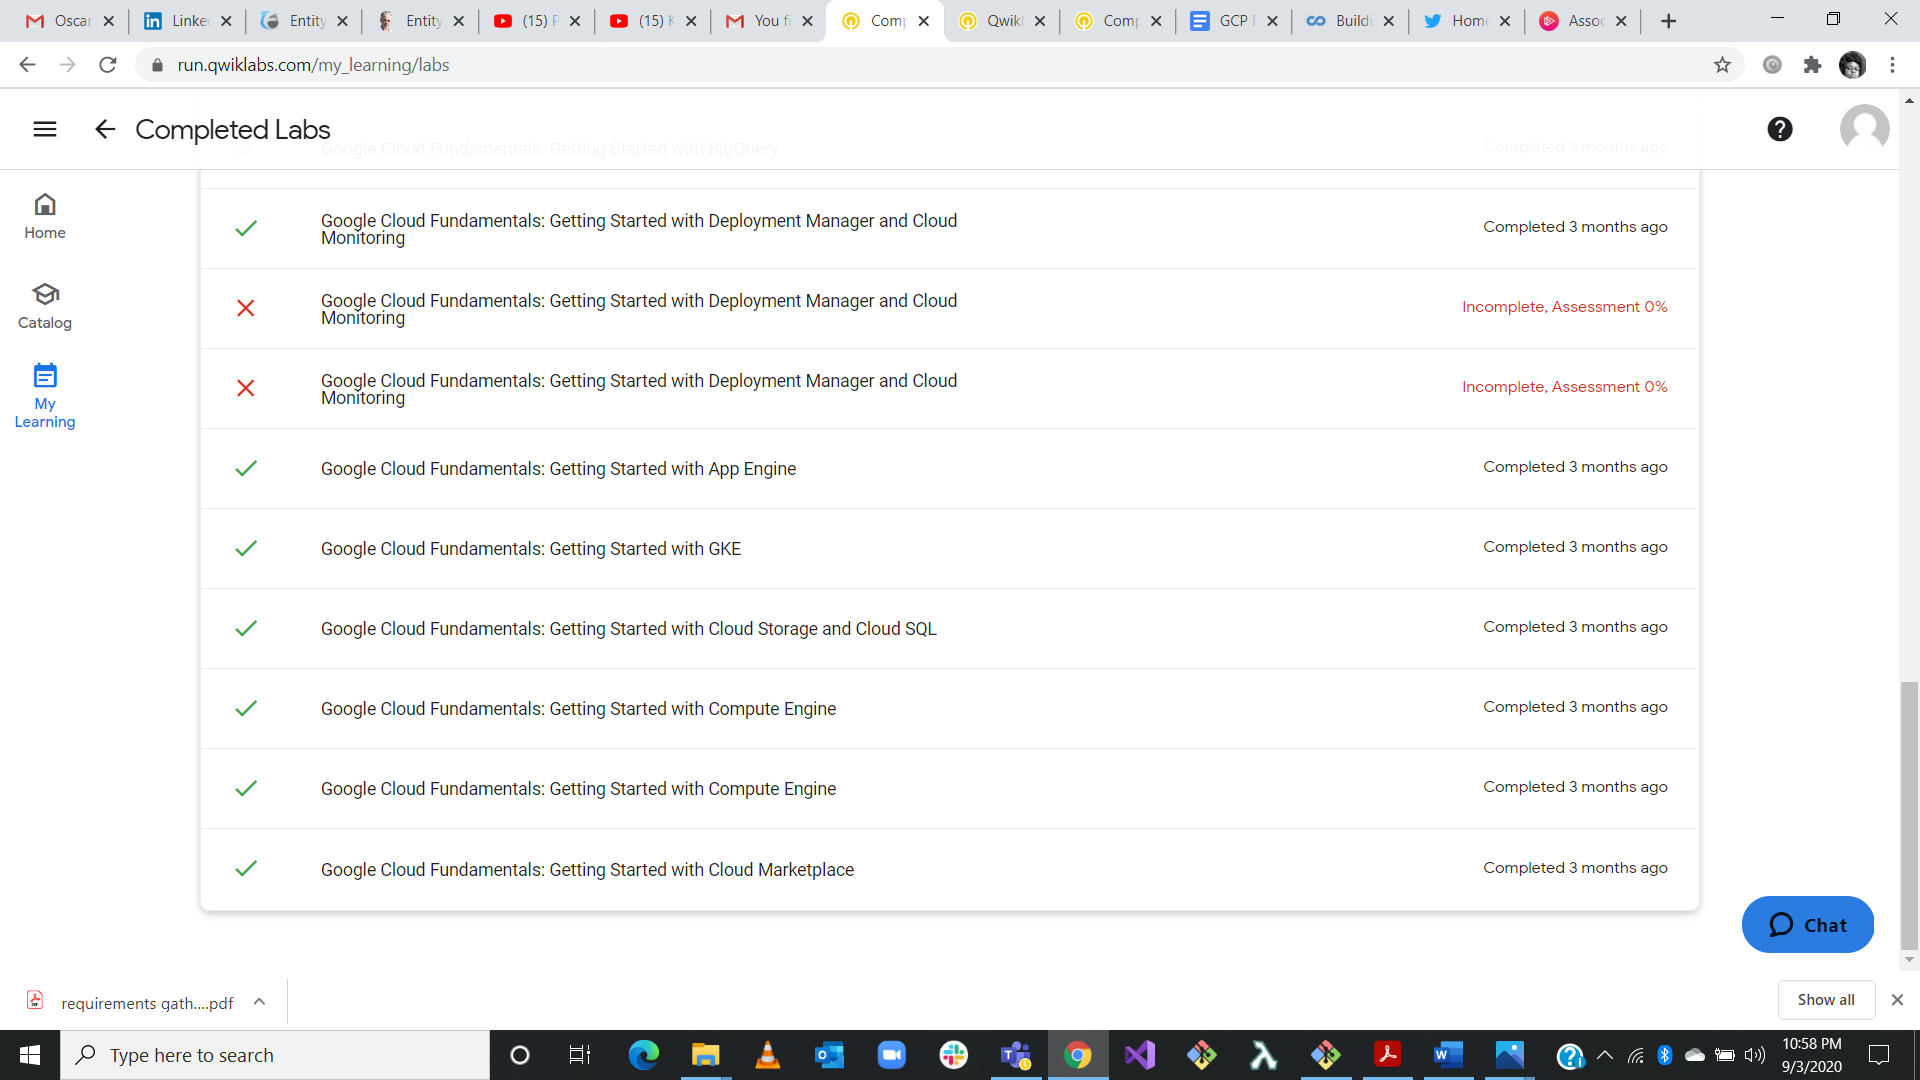 Oscar
Linke
Entity
Entity
(15) P
(15) K
You fi
Comp
Qwikl
Comp
GCP F
Buildi
Home
Assoc
run.qwiklabs.com/my_learning/labs
Completed Labs
Google Cloud Fundamentals: Getting Started with BigQuery
Completed 3 months ago
Home
Catalog
My
Learning
Google Cloud Fundamentals: Getting Started with Deployment Manager and Cloud
Monitoring
Completed 3 months ago
Google Cloud Fundamentals: Getting Started with Deployment Manager and Cloud
Monitoring
Incomplete, Assessment 0%
Google Cloud Fundamentals: Getting Started with Deployment Manager and Cloud
Monitoring
Incomplete, Assessment 0%
Google Cloud Fundamentals: Getting Started with App Engine
Completed 3 months ago
Google Cloud Fundamentals: Getting Started with GKE
Completed 3 months ago
Google Cloud Fundamentals: Getting Started with Cloud Storage and Cloud SQL
Completed 3 months ago
Google Cloud Fundamentals: Getting Started with Compute Engine
Completed 3 months ago
Google Cloud Fundamentals: Getting Started with Compute Engine
Completed 3 months ago
Google Cloud Fundamentals: Getting Started with Cloud Marketplace
Completed 3 months ago
Chat
requirements gath....pdf
Show all
Type here to search
10:58 PM
9/3/2020